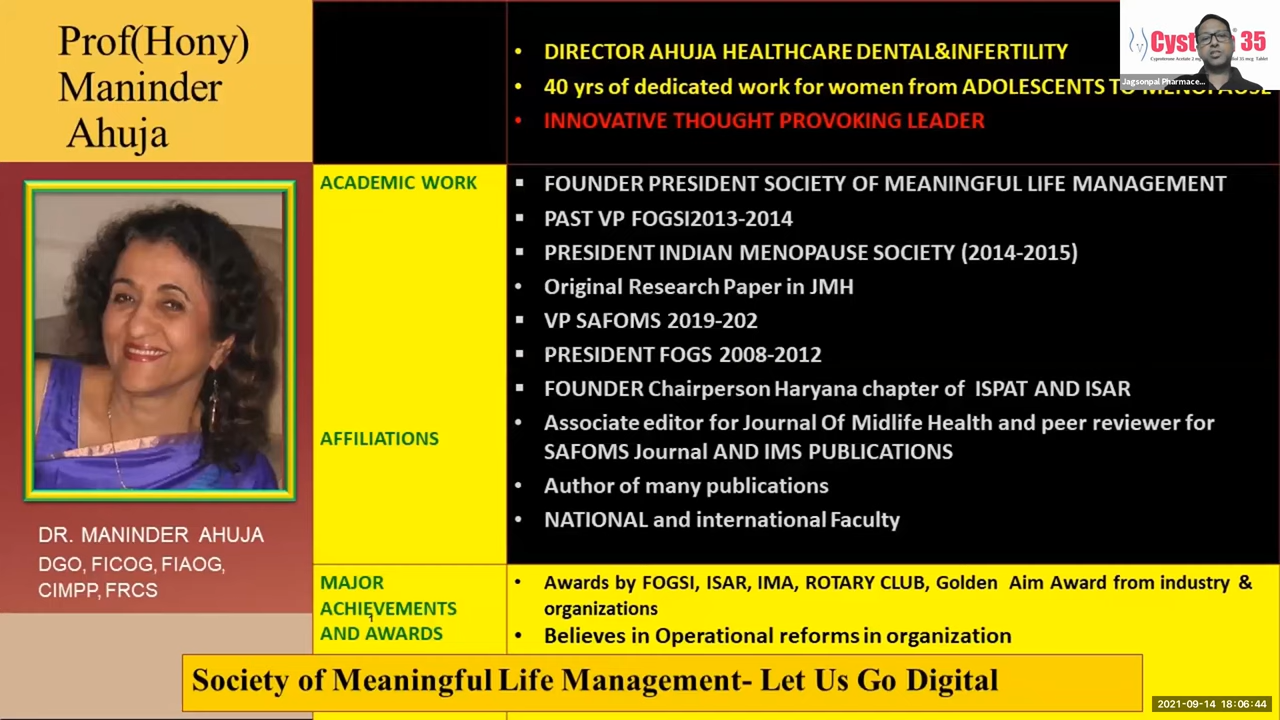 Prof(Hony)
Maninder
Ahuja
DIRECTOR AHUJA HEALTHCARE DENTAL&INFERTILITY
40 yrs of dedicated work for women from ADOLESCENTS TO MENOPAUSE
INNOVATIVE THOUGHT PROVOKING LEADER
35
Jagsonpal Pharmace...
ACADEMIC WORK
FOUNDER PRESIDENT SOCIETY OF MEANINGFUL LIFE MANAGEMENT
PAST VP FOGSI2013-2014
PRESIDENT INDIAN MENOPAUSE SOCIETY (2014-2015)
Original Research Paper in JMH
VP SAFOMS 2019-202
PRESIDENT FOGS 2008-2012
FOUNDER Chairperson Haryana chapter of ISPAT AND ISAR
AFFILIATIONS
Associate editor for Journal Of Midlife Health and peer reviewer for
SAFOMS Journal AND IMS PUBLICATIONS
Author of many publications
NATIONAL and international Faculty
DR. MANINDER AHUJA
DGO, FICOG, FIAOG,
CIMPP, FRCS
MAJOR
ACHIEVEMENTS
AND AWARDS
1
Awards by FOGSI, ISAR, IMA, ROTARY CLUB, Golden Aim Award from industry &
organizations
Believes in Operational reforms in organization
Society of Meaningful Life Management- Let Us Go Digital
2021-09-14 18:06:44